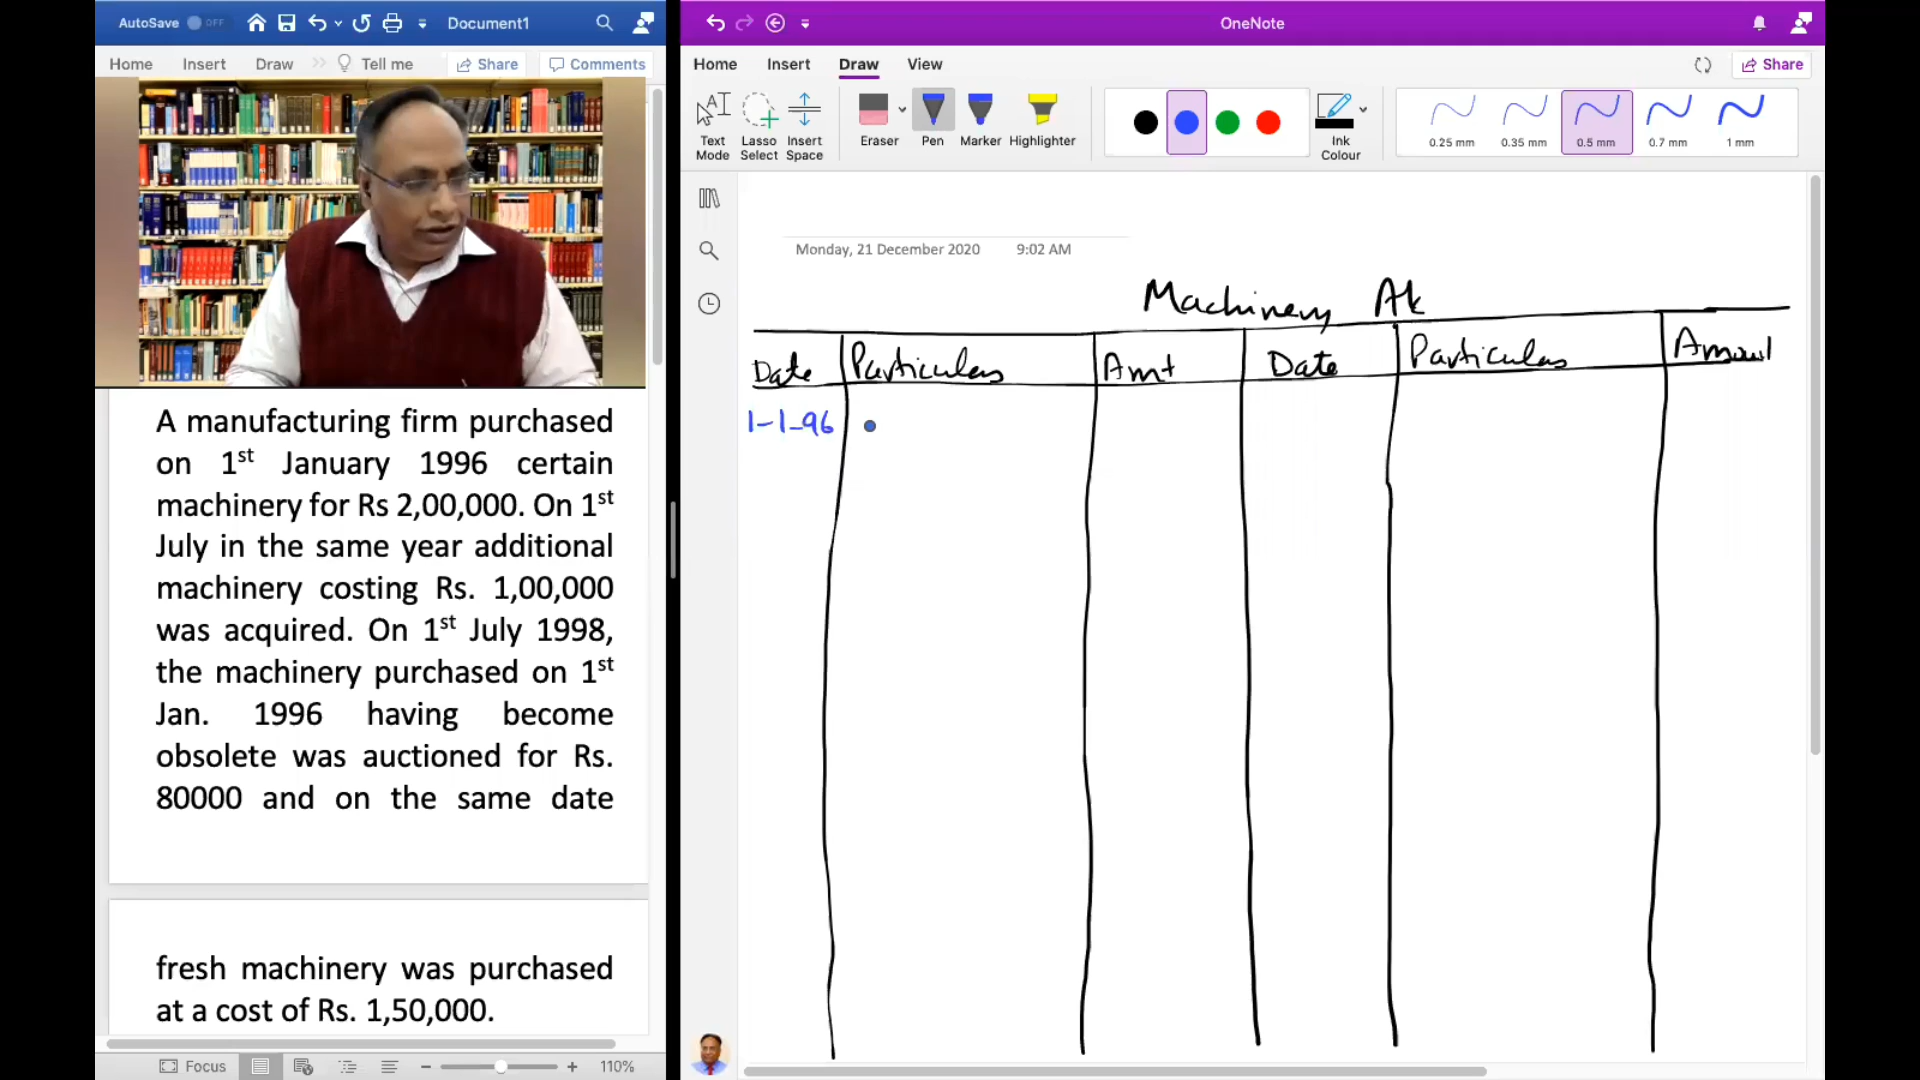 AutoSave OFF Document1
Home Insert Draw Tell me Share Comments
A manufacturing firm purchased
on 1st January 1996 certain
machinery for Rs 2,00,000. On 1st
July in the same year additional
machinery costing Rs. 1,00,000
was acquired. On 1st July 1998,
the machinery purchased on 1st
Jan. 1996 having become
obsolete was auctioned for Rs.
80000 and on the same date
fresh machinery was purchased
at a cost of Rs. 1,50,000.
Focus 110%
OneNote
Home Insert Draw View Share
Text Mode
Lasso Select
Insert Space
Eraser
Pen
Marker
Highlighter
Ink Colour
0.25 mm 0.35 mm 0.5 mm 0.7 mm 1 mm
Monday, 21 December 2020 9:02 AM
Machinery A/c
Date Particulars Amt Date Particulars Amount
1-1-96